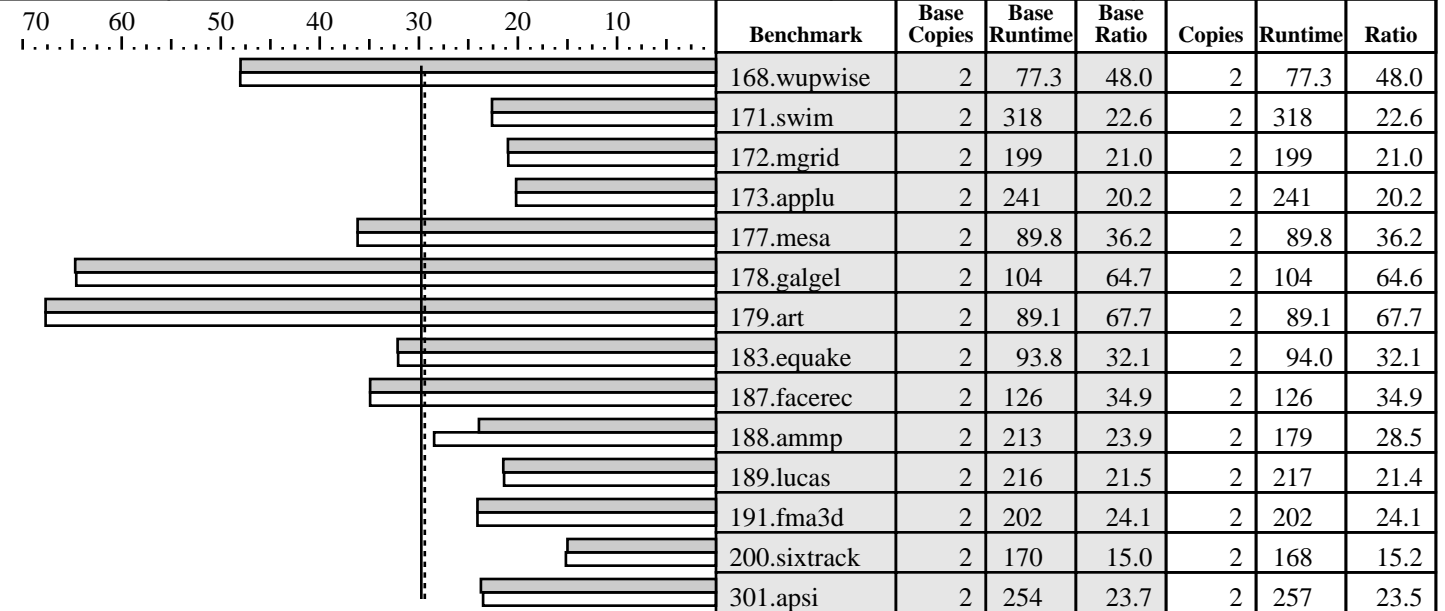 70 60 50 40 30 20 10
Benchmark Base Copies Base Runtime Base Ratio Copies Runtime Ratio
168.wupwise 2 77.3 48.0 2 77.3 48.0
171.swim 2 318 22.6 2 318 22.6
172.mgrid 2 199 21.0 2 199 21.0
173.applu 2 241 20.2 2 241 20.2
177.mesa 2 89.8 36.2 2 89.8 36.2
178.galgel 2 104 64.7 2 104 64.6
179.art 2 89.1 67.7 2 89.1 67.7
183.equake 2 93.8 32.1 2 94.0 32.1
187.facerec 2 126 34.9 2 126 34.9
188.ammp 2 213 23.9 2 179 28.5
189.lucas 2 216 21.5 2 217 21.4
191.fma3d 2 202 24.1 2 202 24.1
200.sixtrack 2 170 15.0 2 168 15.2
301.apsi 2 254 23.7 2 257 23.5